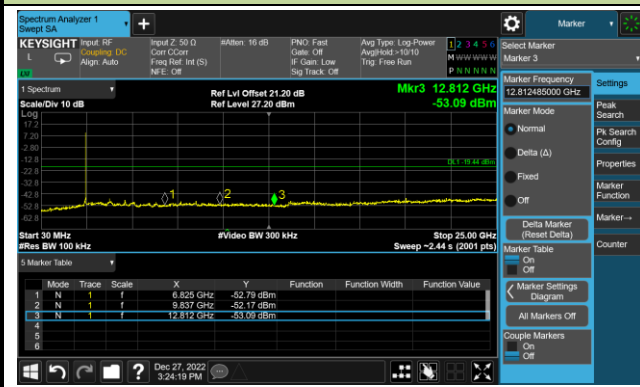 Spectrum Analyzer 1
Swept SA
+
Marker
KEYSIGHT
L
Input: RF
Coupling: DC
Align: Auto
Input Z: 50 Ω
Corr CCorr
Freq Ref: Int (S)
NFE: Off
#Atten: 16 dB
PNO: Fast
Gate: Off
IF Gain: Low
Sig Track: Off
Avg Type: Log-Power
Avg|Hold:>10/10
Trig: Free Run
1 2 3 4 5 6
M W W W W W
P N N N N N
Select Marker
Marker 3
1 Spectrum
Scale/Div 10 dB
Log
Ref Lvl Offset 21.20 dB
Ref Level 27.20 dBm
Mkr3 12.812 GHz
-53.09 dBm
17.2
7.20
-2.80
-12.8
-22.8
-32.8
-42.8
-52.8
-62.8
DL1 -19.44 dBm
1
2
3
Start 30 MHz
#Res BW 100 kHz
#Video BW 300 kHz
Stop 25.00 GHz
Sweep ~2.44 s (2001 pts)
5 Marker Table
Mode Trace Scale X Y Function Function Width Function Value
1 N 1 f 6.825 GHz -52.79 dBm
2 N 1 f 9.837 GHz -52.17 dBm
3 N 1 f 12.812 GHz -53.09 dBm
4
5
6
Marker Frequency
12.812485000 GHz
Marker Mode
Normal
Delta (Δ)
Fixed
Off
Delta Marker
(Reset Delta)
Marker Table
On
Off
Marker Settings
Diagram
All Markers Off
Couple Markers
On
Off
Settings
Peak
Search
Pk Search
Config
Properties
Marker
Function
Marker→
Counter
?
Dec 27, 2022
3:24:19 PM